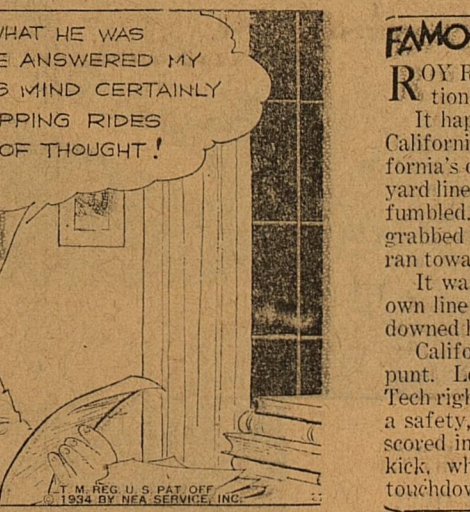 WHAT HE WAS
E ANSWERED MY
S MIND CERTAINLY
PPING RIDES
OF THOUGHT!
T. M. REG. U. S. PAT. OFF.
© 1934 BY NEA SERVICE, INC.
FAMO
ROY R
tion
It hap
Californi
fornia's o
yard line
fumbled.
grabbed
ran towa
It wa
own line
downed h
Califo
punt. Lo
Tech righ
a safety,
scored in
kick, wh
touchdow